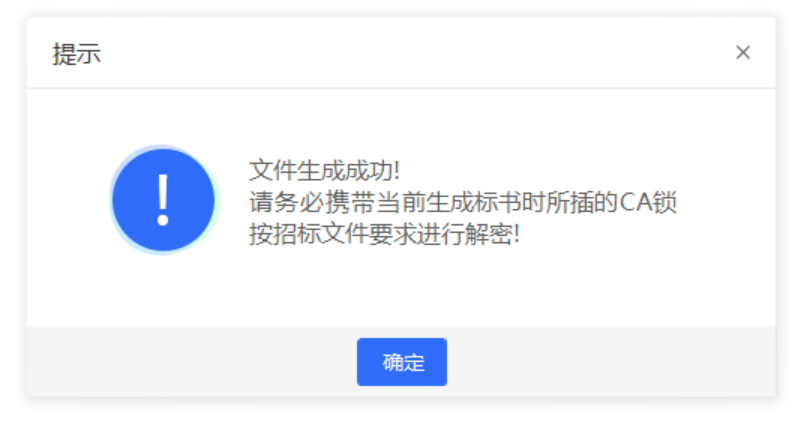 提示
文件生成成功!
请务必携带当前生成标书时所插的CA锁
按招标文件要求进行解密!
确定